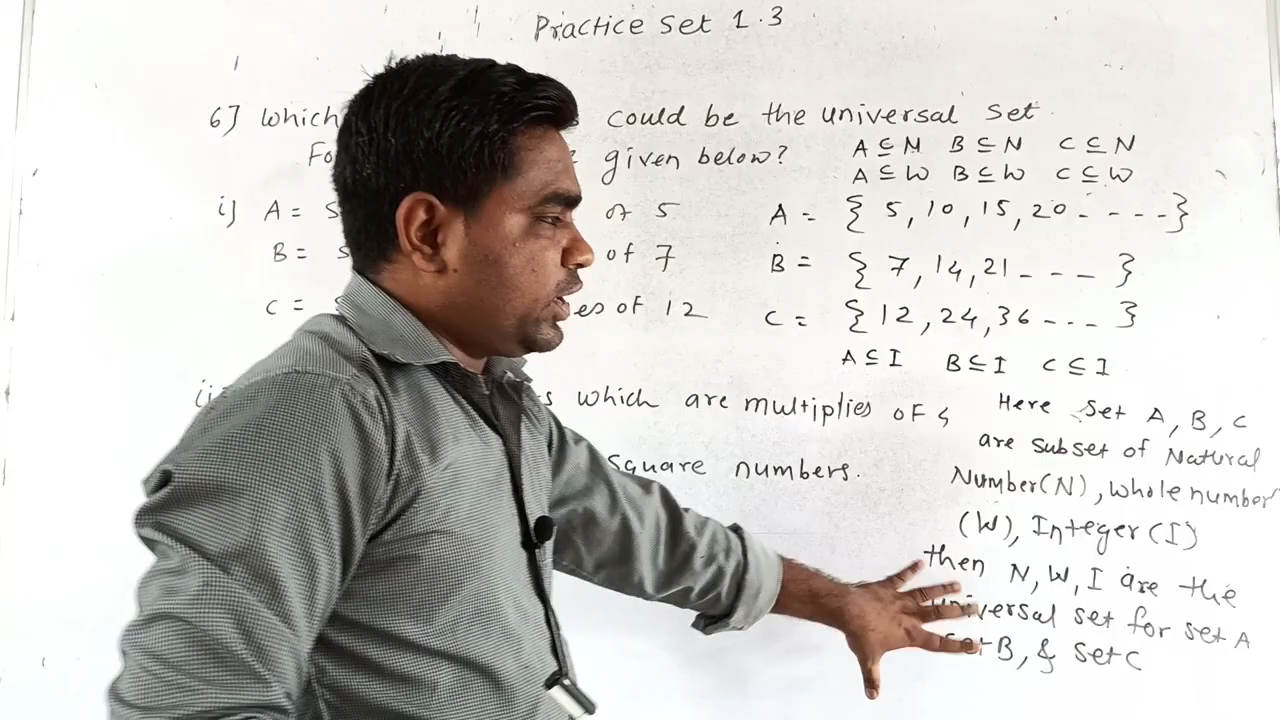 Practice Set 1.3
6] which could be the universal set.
Fo given below?
A ⊆ N B ⊆ N C ⊆ N
A ⊆ W B ⊆ W C ⊆ W
i) A = s of 5
A = { 5, 10, 15, 20 - - - - }
B = s of 7
B = { 7, 14, 21 - - - }
C = es of 12
C = { 12, 24, 36 - - - }
A ⊆ I B ⊆ I C ⊆ I
(i s which are multiplies of 4
square numbers.
Here Set A, B, C
are subset of Natural
Number(N), whole number
(W), Integer (I)
then N, W, I are the
universal set for set A
set B, & set C